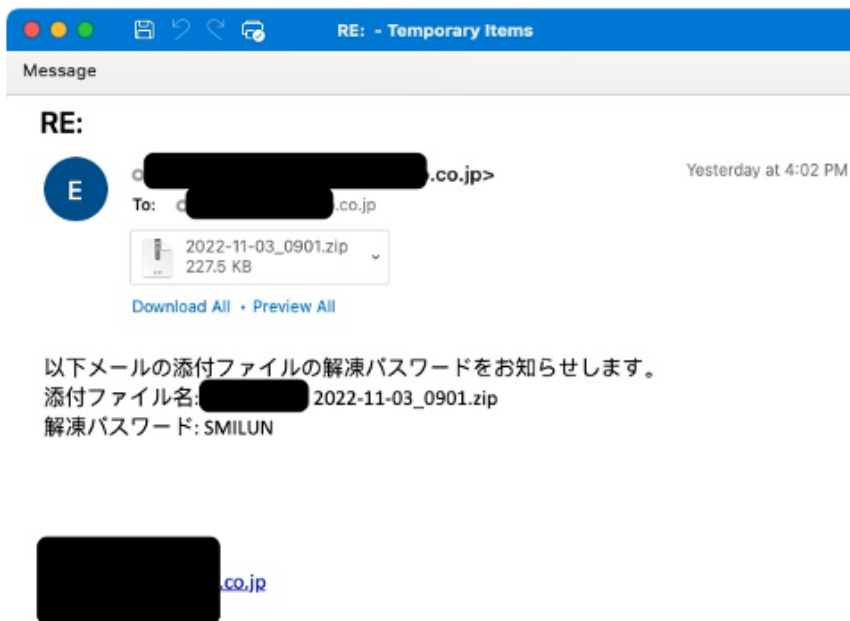 RE: - Temporary Items
Message
RE:
E
.co.jp>
Yesterday at 4:02 PM
To:
.co.jp
2022-11-03_0901.zip
227.5 KB
Download All • Preview All
以下メールの添付ファイルの解凍パスワードをお知らせします。
添付ファイル名: 2022-11-03_0901.zip
解凍パスワード: SMILUN
.co.jp